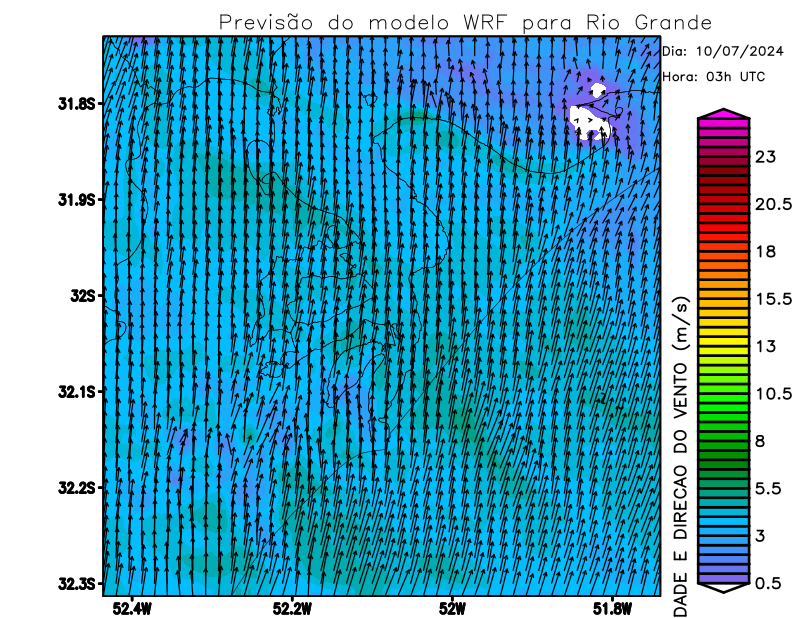 Previsão do modelo WRF para Rio Grande
Dia: 10/07/2024
Hora: 03h UTC
31.8S
31.9S
32S
32.1S
32.2S
32.3S
52.4W
52.2W
52W
51.8W
23
20.5
18
15.5
13
10.5
8
5.5
3
0.5
DADE E DIRECAO DO VENTO (m/s)